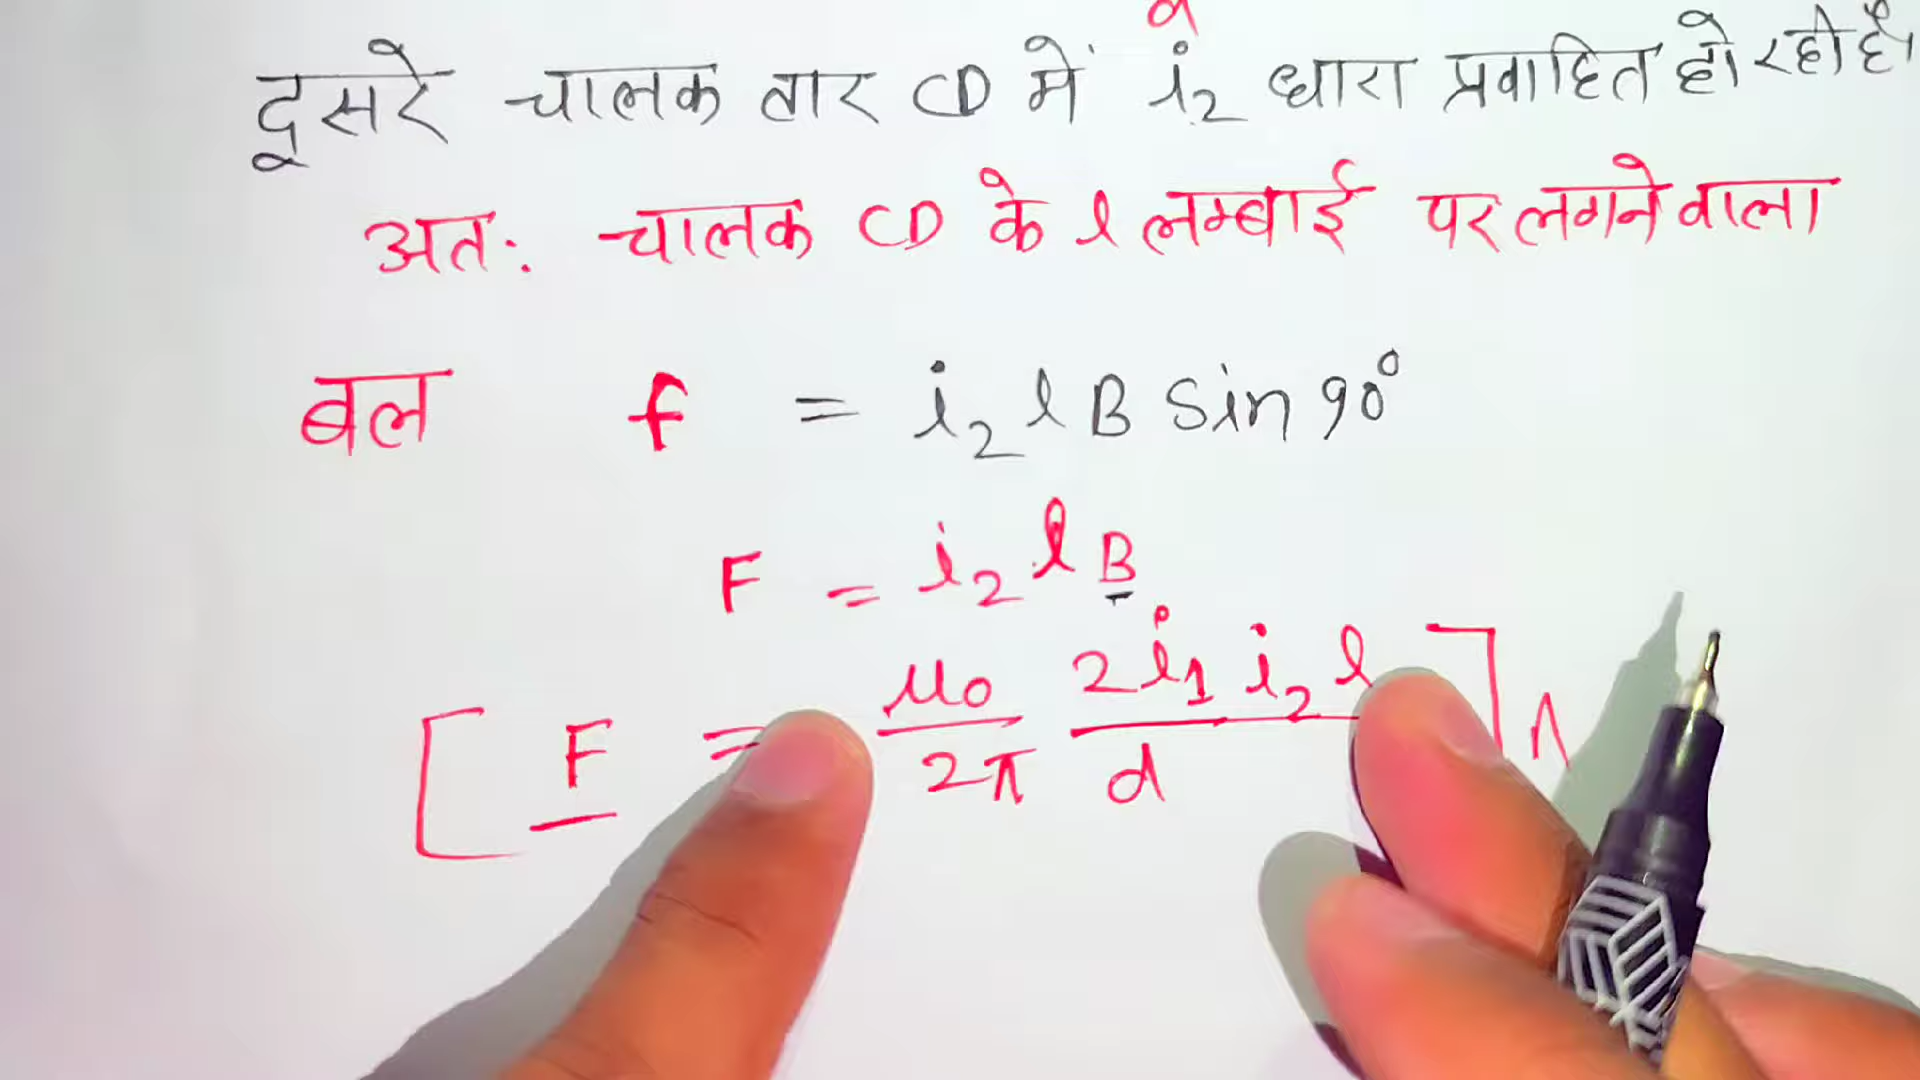 दूसरे चालक तार CD में i₂ धारा प्रवाहित हो रही है।
अतः चालक CD के l लम्बाई पर लगने वाला
बल f = i₂ l B Sin 90°
F = i₂ l B
[ F = μ₀/2π 2i₁ i₂ l/d ]